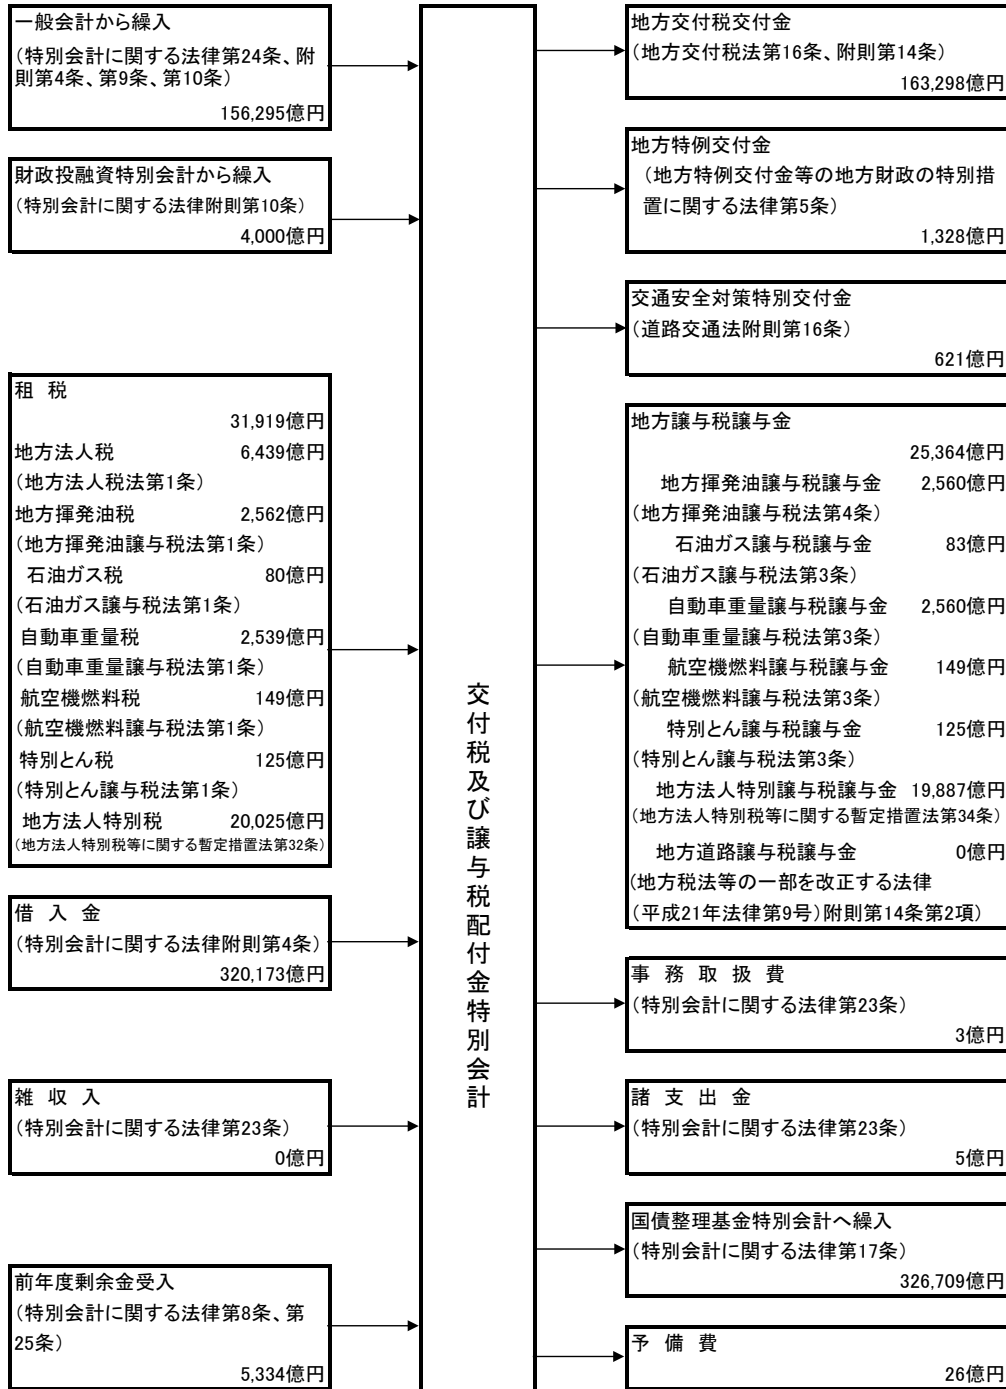 一般会計から繰入
(特別会計に関する法律第24条、附
則第4条、第9条、第10条)
156,295億円
財政投融資特別会計から繰入
(特別会計に関する法律附則第10条)
4,000億円
租 税
31,919億円
地方法人税 6,439億円
(地方法人税法第1条)
地方揮発油税 2,562億円
(地方揮発油譲与税法第1条)
石油ガス税 80億円
(石油ガス譲与税法第1条)
自動車重量税 2,539億円
(自動車重量譲与税法第1条)
航空機燃料税 149億円
(航空機燃料譲与税法第1条)
特別とん税 125億円
(特別とん譲与税法第1条)
地方法人特別税 20,025億円
(地方法人特別税等に関する暫定措置法第32条)
借 入 金
(特別会計に関する法律附則第4条)
320,173億円
雑 収 入
(特別会計に関する法律第23条)
0億円
前年度剰余金受入
(特別会計に関する法律第8条、第
25条)
5,334億円
交付税及び譲与税配付金特別会計
地方交付税交付金
(地方交付税法第16条、附則第14条)
163,298億円
地方特例交付金
(地方特例交付金等の地方財政の特別措
置に関する法律第5条)
1,328億円
交通安全対策特別交付金
(道路交通法附則第16条)
621億円
地方譲与税譲与金
25,364億円
地方揮発油譲与税譲与金 2,560億円
(地方揮発油譲与税法第4条)
石油ガス譲与税譲与金 83億円
(石油ガス譲与税法第3条)
自動車重量譲与税譲与金 2,560億円
(自動車重量譲与税法第3条)
航空機燃料譲与税譲与金 149億円
(航空機燃料譲与税法第3条)
特別とん譲与税譲与金 125億円
(特別とん譲与税法第3条)
地方法人特別譲与税譲与金 19,887億円
(地方法人特別税等に関する暫定措置法第34条)
地方道路譲与税譲与金 0億円
(地方税法等の一部を改正する法律
(平成21年法律第9号)附則第14条第2項)
事 務 取 扱 費
(特別会計に関する法律第23条)
3億円
諸 支 出 金
(特別会計に関する法律第23条)
5億円
国債整理基金特別会計へ繰入
(特別会計に関する法律第17条)
326,709億円
予 備 費
26億円